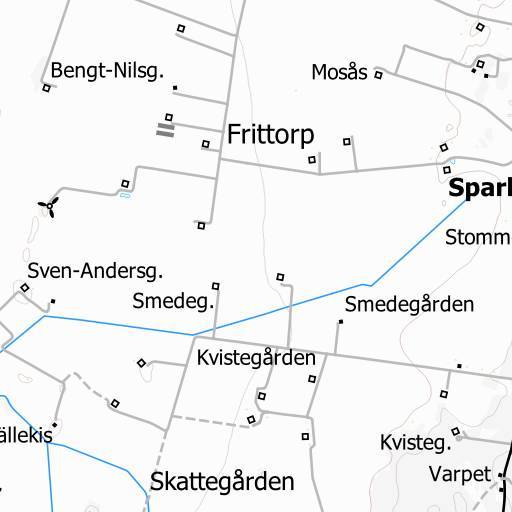 Bengt-Nilsg.
Mosås
Frittorp
Sparl
Stomm
Sven-Andersg.
Smedeg.
Smedegården
Kvistegården
ällekis
Kvisteg.
Skattegården
Varpet